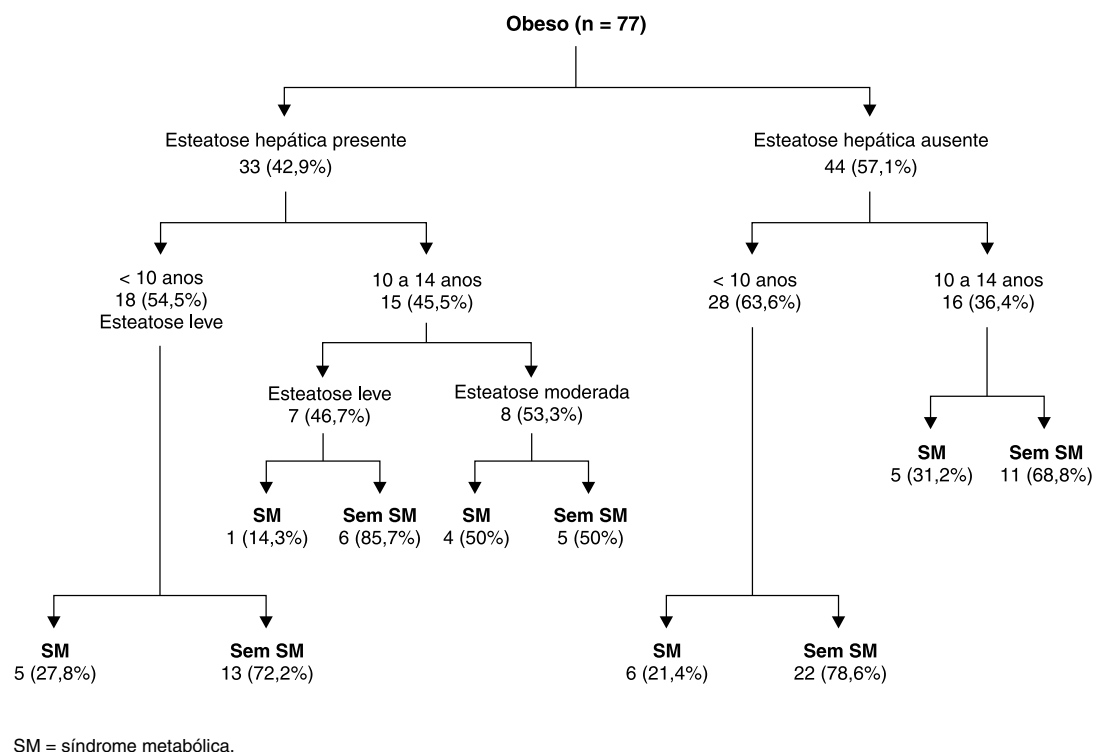 Obeso (n = 77)
Esteatose hepática presente
33 (42,9%)
Esteatose hepática ausente
44 (57,1%)
< 10 anos
18 (54,5%)
Esteatose leve
10 a 14 anos
15 (45,5%)
< 10 anos
28 (63,6%)
10 a 14 anos
16 (36,4%)
Esteatose leve
7 (46,7%)
Esteatose moderada
8 (53,3%)
SM
5 (31,2%)
Sem SM
11 (68,8%)
SM
1 (14,3%)
Sem SM
6 (85,7%)
SM
4 (50%)
Sem SM
5 (50%)
SM
5 (27,8%)
Sem SM
13 (72,2%)
SM
6 (21,4%)
Sem SM
22 (78,6%)
SM = síndrome metabólica.